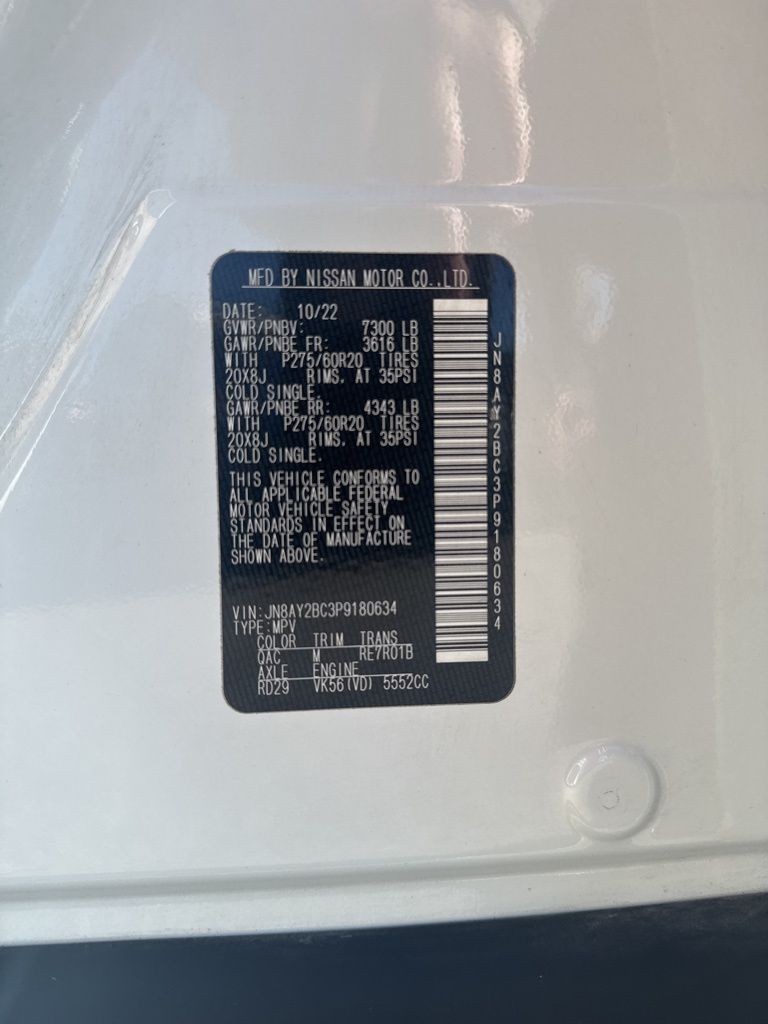 MFD BY NISSAN MOTOR CO.,LTD.
DATE: 10/22
GVWR/PNBV: 7300 LB
GAWR/PNBE FR: 3616 LB
WITH P275/60R20 TIRES
20X8J RIMS. AT 35PSI
COLD SINGLE.
GAWR/PNBE RR: 4343 LB
WITH P275/60R20 TIRES
20X8J RIMS. AT 35PSI
COLD SINGLE.
THIS VEHICLE CONFORMS TO
ALL APPLICABLE FEDERAL
MOTOR VEHICLE SAFETY
STANDARDS IN EFFECT ON
THE DATE OF MANUFACTURE
SHOWN ABOVE.
VIN:JN8AY2BC3P9180634
TYPE:MPV
COLOR TRIM TRANS
QAC M RE7R01B
AXLE ENGINE
RD29 VK56(VD) 5552CC
JN8AY2BC3P9180634